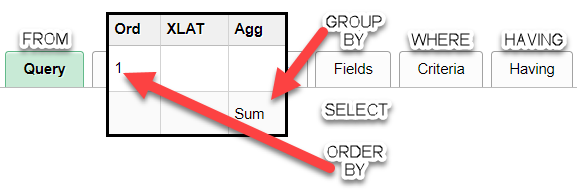 FROM
Ord XLAT Agg
GROUP
BY
WHERE
HAVING
Query
1
Fields
Criteria
Having
Sum
SELECT
ORDER
BY